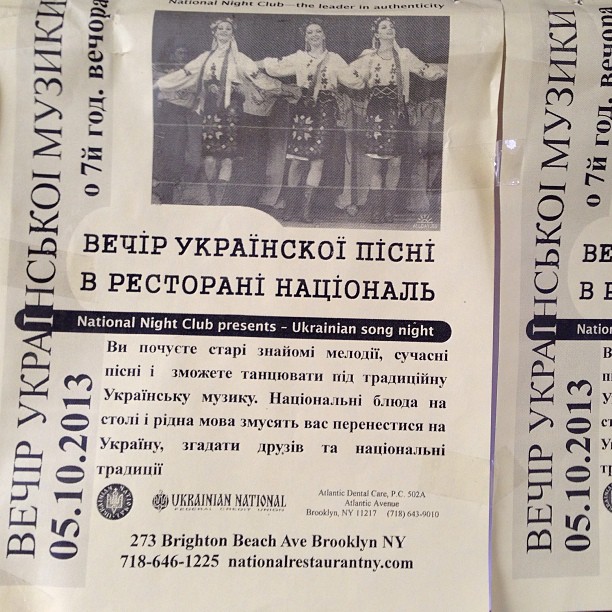 National Night Club – the leader in authenticity
ВЕЧІР УКРАЇНСЬКОІ МУЗИКИ
05.10.2013
о 7й год. вечора
ВЕЧІР УКРАЇНСКОЇ ПІСНІ
В РЕСТОРАНІ НАЦІОНАЛЬ
National Night Club presents – Ukrainian song night
Ви почуєте старі знайомі мелодії, сучасні
пісні і зможете танцювати під традиційну
Українську музику. Національні блюда на
столі і рідна мова змусять вас перенестися на
Україну, згадати друзів та національні
традиції
UKRAINIAN NATIONAL
FEDERAL CREDIT UNION
Atlantic Dental Care, P.C. 502A
Atlantic Avenue
Brooklyn, NY 11217 (718) 643-9010
273 Brighton Beach Ave Brooklyn NY
718-646-1225 nationalrestaurantny.com
ВЕЧІР УКРАЇНСЬКОІ МУЗИКИ
05.10.2013
о 7й год. вечора
ВЕ
В Р
Natio